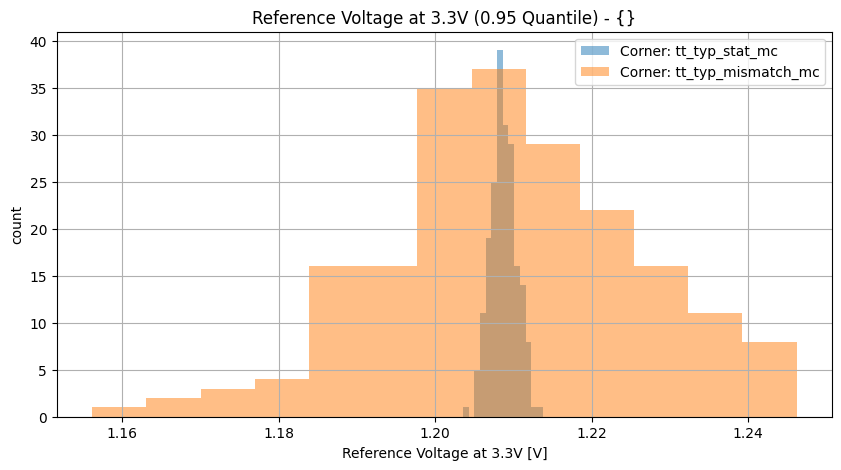 Reference Voltage at 3.3V (0.95 Quantile) - {}
Corner: tt_typ_stat_mc
Corner: tt_typ_mismatch_mc
40
35
30
25
20
15
10
5
0
count
1.16
1.18
1.20
1.22
1.24
Reference Voltage at 3.3V [V]